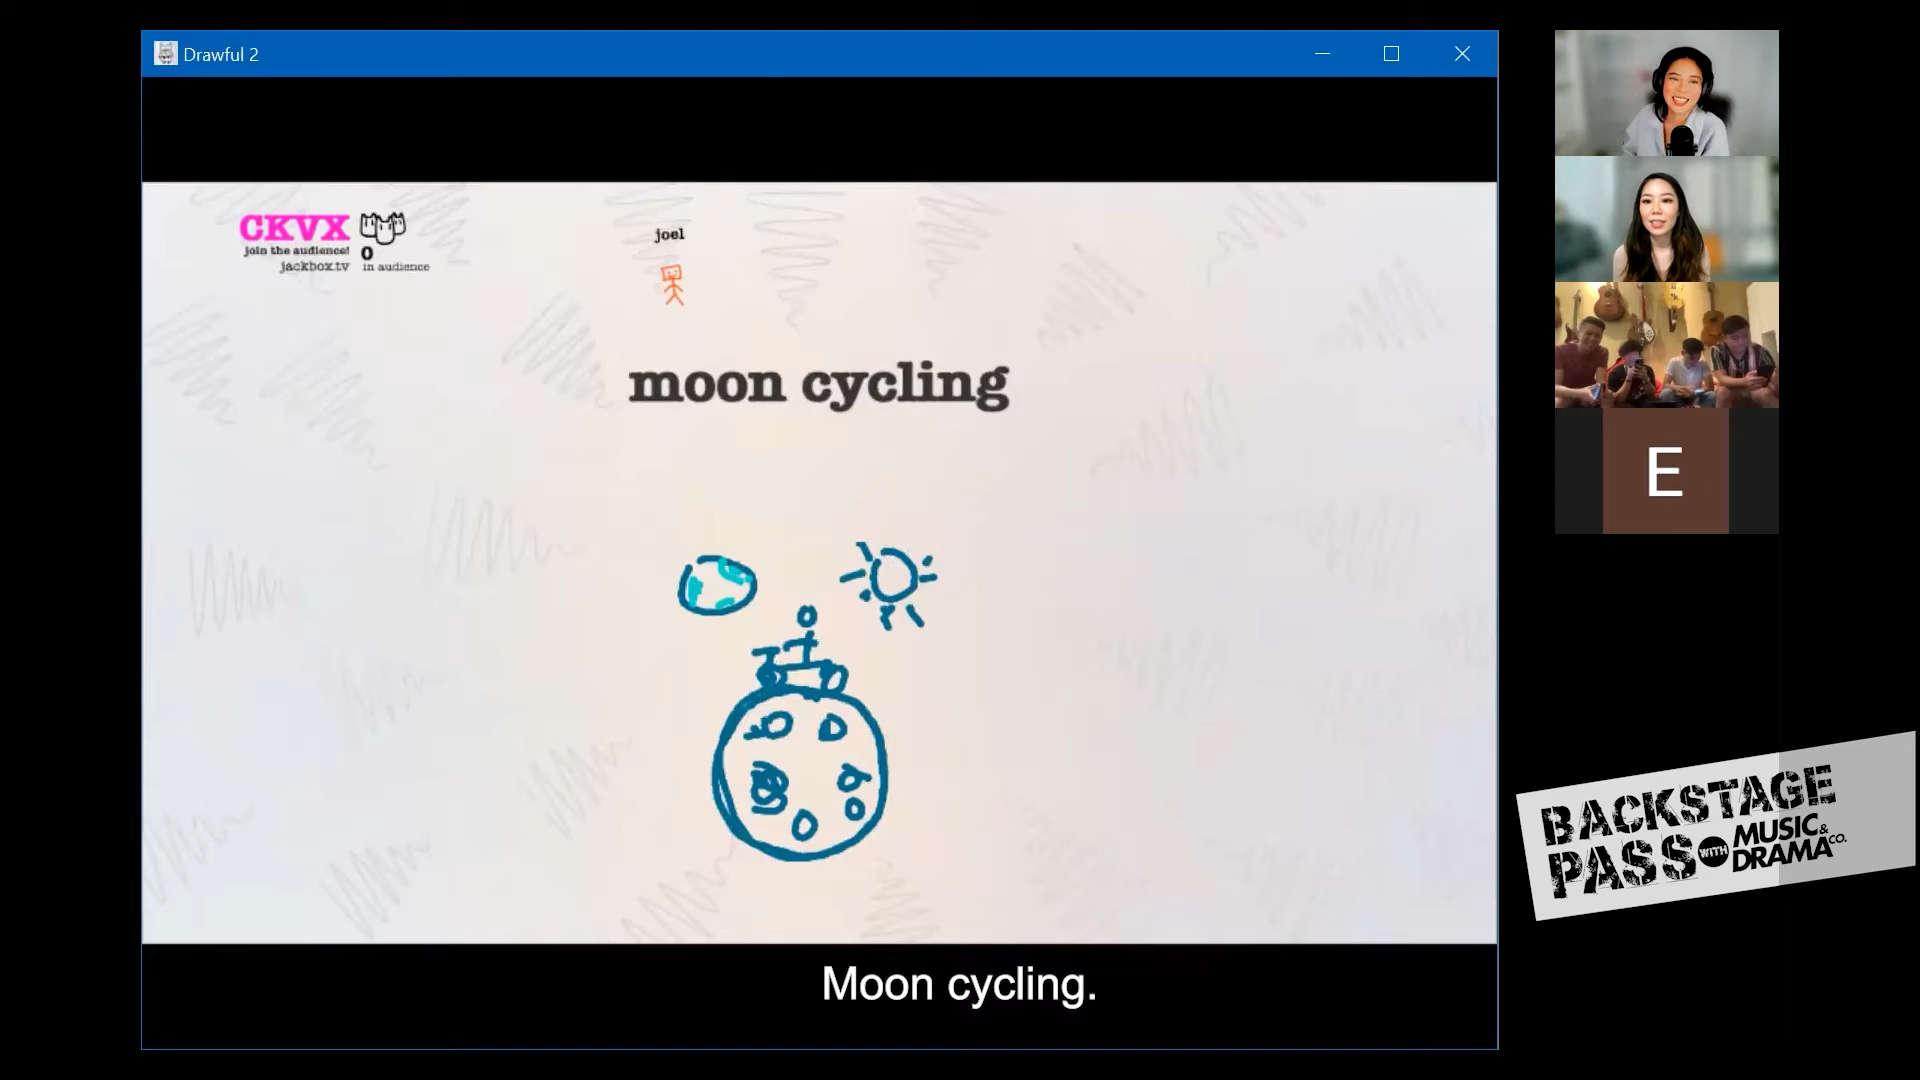 Drawful 2
CKVX
join the audience!
jackbox.tv
0
in audience
joel
moon cycling
E
BACKSTAGE
PASS WITH MUSIC & DRAMA CO.
Moon cycling.